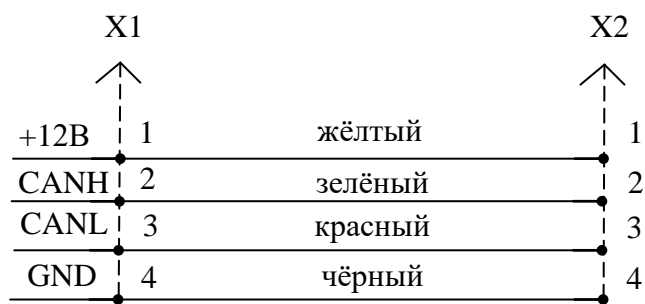 X1 X2
+12В 1 жёлтый 1
CANH 2 зелёный 2
CANL 3 красный 3
GND 4 чёрный 4